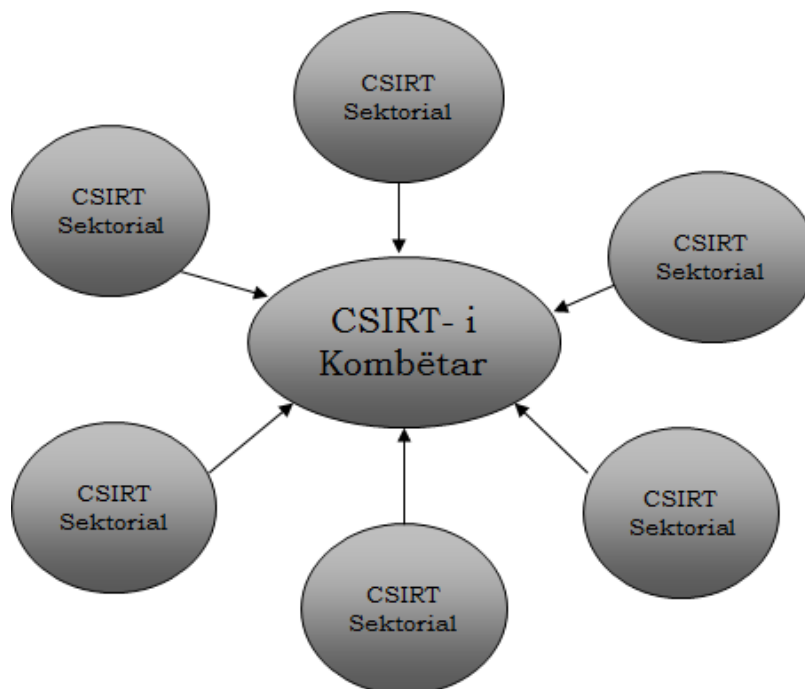 CSIRT
Sektorial
CSIRT
Sektorial
CSIRT
Sektorial
CSIRT- i
Kombëtar
CSIRT
Sektorial
CSIRT
Sektorial
CSIRT
Sektorial